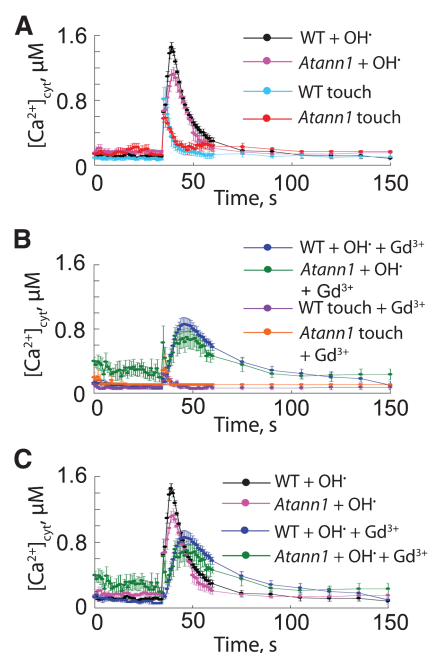 A
1.6
WT + OH•
Atann1 + OH•
WT touch
Atann1 touch
0.8
0
[Ca²⁺]cyt, μM
0
50
100
150
Time, s
B
1.6
WT + OH• + Gd³⁺
Atann1 + OH•
+ Gd³⁺
WT touch + Gd³⁺
Atann1 touch
+ Gd³⁺
0.8
0
[Ca²⁺]cyt, μM
0
50
100
150
Time, s
C
1.6
WT + OH•
Atann1 + OH•
WT + OH• + Gd³⁺
Atann1 + OH• + Gd³⁺
0.8
0
[Ca²⁺]cyt, μM
0
50
100
150
Time, s